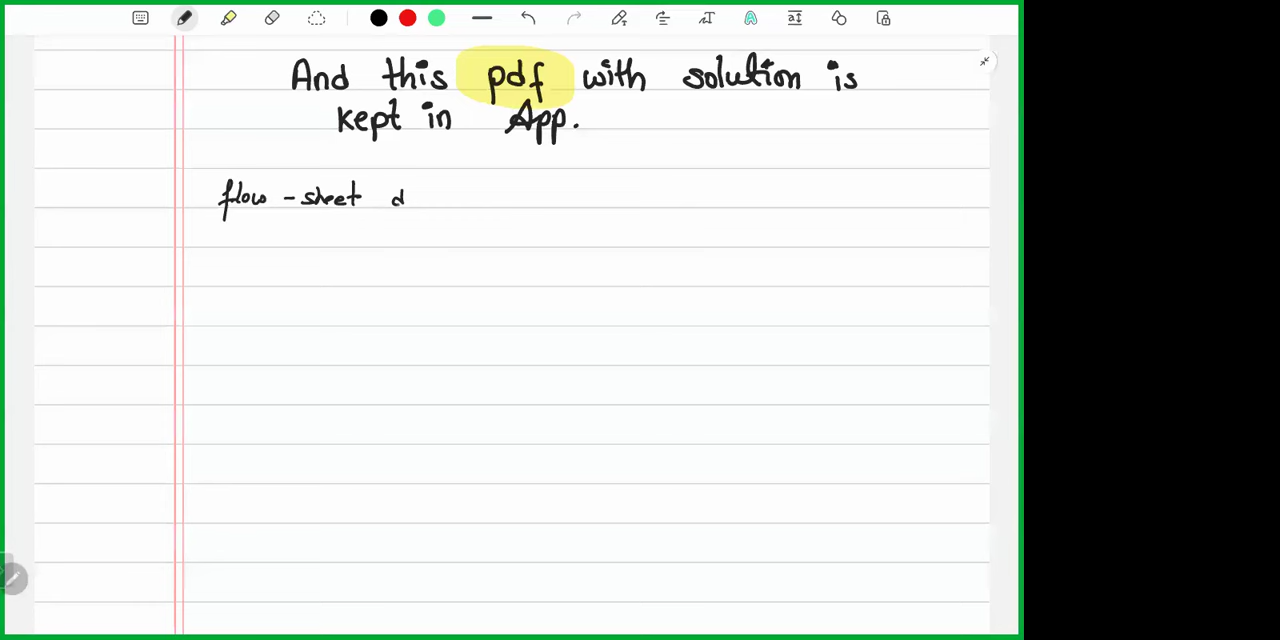 And this pdf with solution is
kept in App.
flow - sheet d